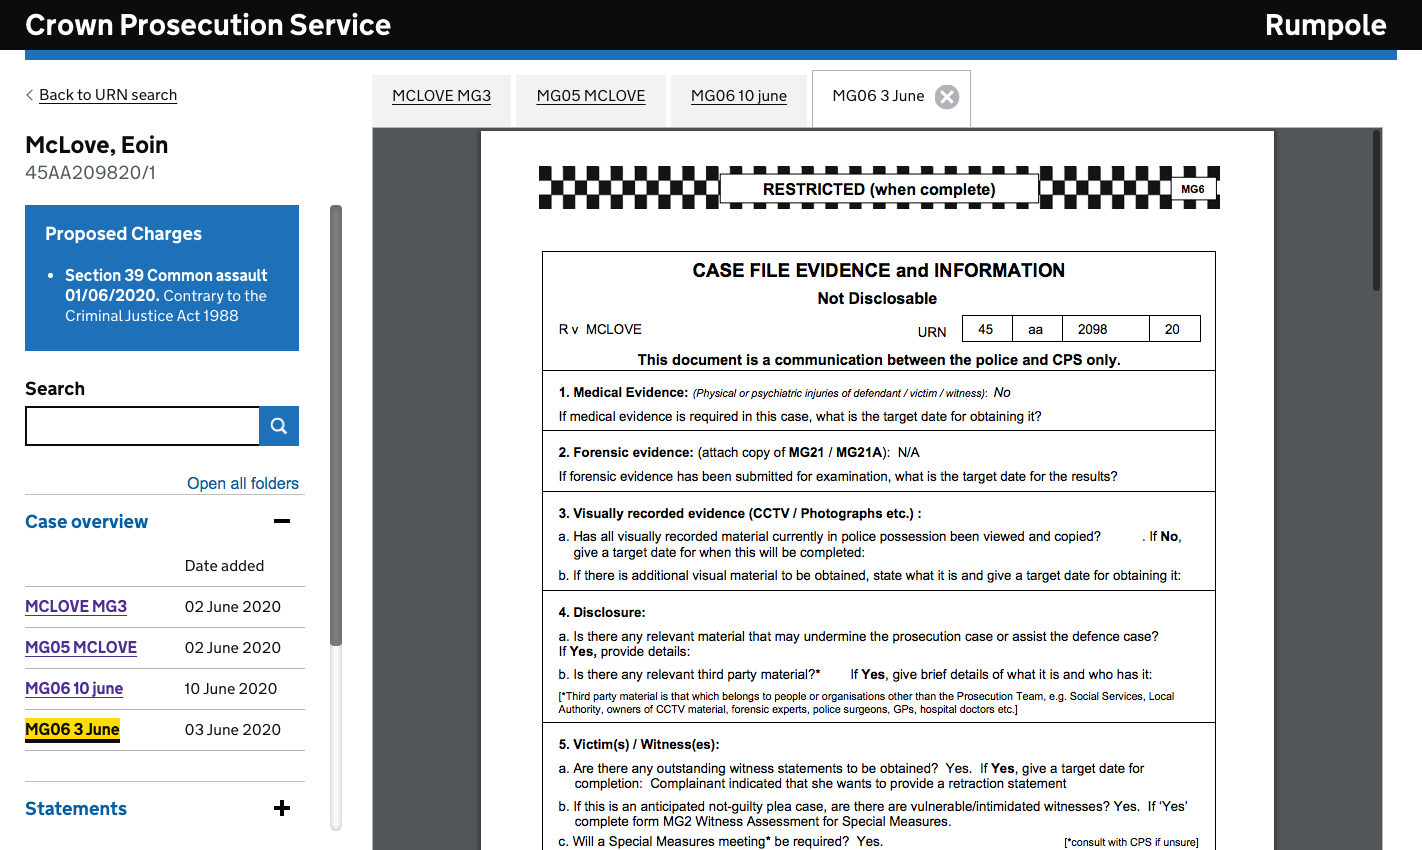 Crown Prosecution Service
Rumpole
Back to URN search
McLove, Eoin
45AA209820/1
Proposed Charges
• Section 39 Common assault
01/06/2020. Contrary to the
Criminal Justice Act 1988
Search
Open all folders
Case overview
Date added
MCLOVE MG3 02 June 2020
MG05 MCLOVE 02 June 2020
MG06 10 june 10 June 2020
MG06 3 June 03 June 2020
Statements
MCLOVE MG3 MG05 MCLOVE MG06 10 june MG06 3 June
RESTRICTED (when complete)
MG6
CASE FILE EVIDENCE and INFORMATION
Not Disclosable
R v MCLOVE URN 45 aa 2098 20
This document is a communication between the police and CPS only.
1. Medical Evidence: (Physical or psychiatric injuries of defendant / victim / witness): No
If medical evidence is required in this case, what is the target date for obtaining it?
2. Forensic evidence: (attach copy of MG21 / MG21A): N/A
If forensic evidence has been submitted for examination, what is the target date for the results?
3. Visually recorded evidence (CCTV / Photographs etc.) :
a. Has all visually recorded material currently in police possession been viewed and copied? . If No,
give a target date for when this will be completed:
b. If there is additional visual material to be obtained, state what it is and give a target date for obtaining it:
4. Disclosure:
a. Is there any relevant material that may undermine the prosecution case or assist the defence case?
If Yes, provide details:
b. Is there any relevant third party material?* If Yes, give brief details of what it is and who has it:
[*Third party material is that which belongs to people or organisations other than the Prosecution Team, e.g. Social Services, Local
Authority, owners of CCTV material, forensic experts, police surgeons, GPs, hospital doctors etc.]
5. Victim(s) / Witness(es):
a. Are there any outstanding witness statements to be obtained? Yes. If Yes, give a target date for
completion: Complainant indicated that she wants to provide a retraction statement
b. If this is an anticipated not-guilty plea case, are there are vulnerable/intimidated witnesses? Yes. If 'Yes'
complete form MG2 Witness Assessment for Special Measures.
c. Will a Special Measures meeting* be required? Yes. [*consult with CPS if unsure]